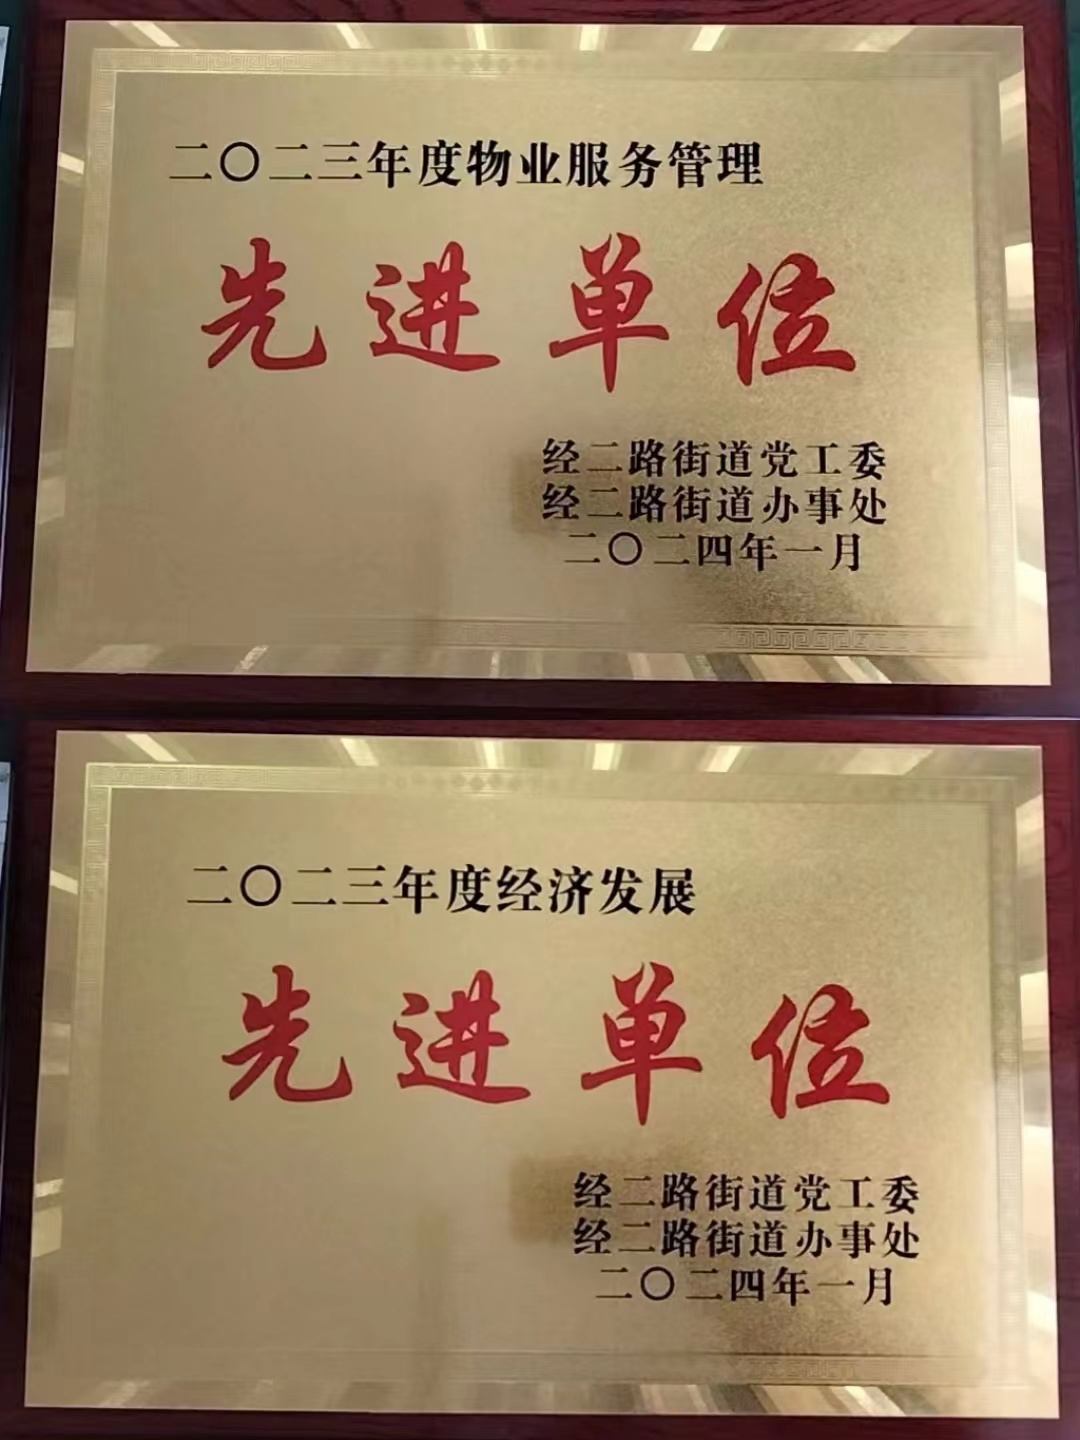 二〇二三年度物业服务管理
先进单位
经二路街道党工委
经二路街道办事处
二〇二四年一月
二〇二三年度经济发展
先进单位
经二路街道党工委
经二路街道办事处
二〇二四年一月